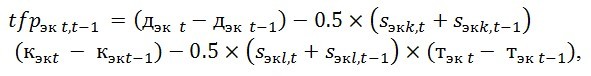 tfpэк t,t−1 = (дэк t − дэк t−1) − 0.5 × (sэкk,t + sэкk,t−1)
(кэкt − кэкt−1) − 0.5 × (sэкl,t + sэкl,t−1) × (тэк t − тэк t−1),